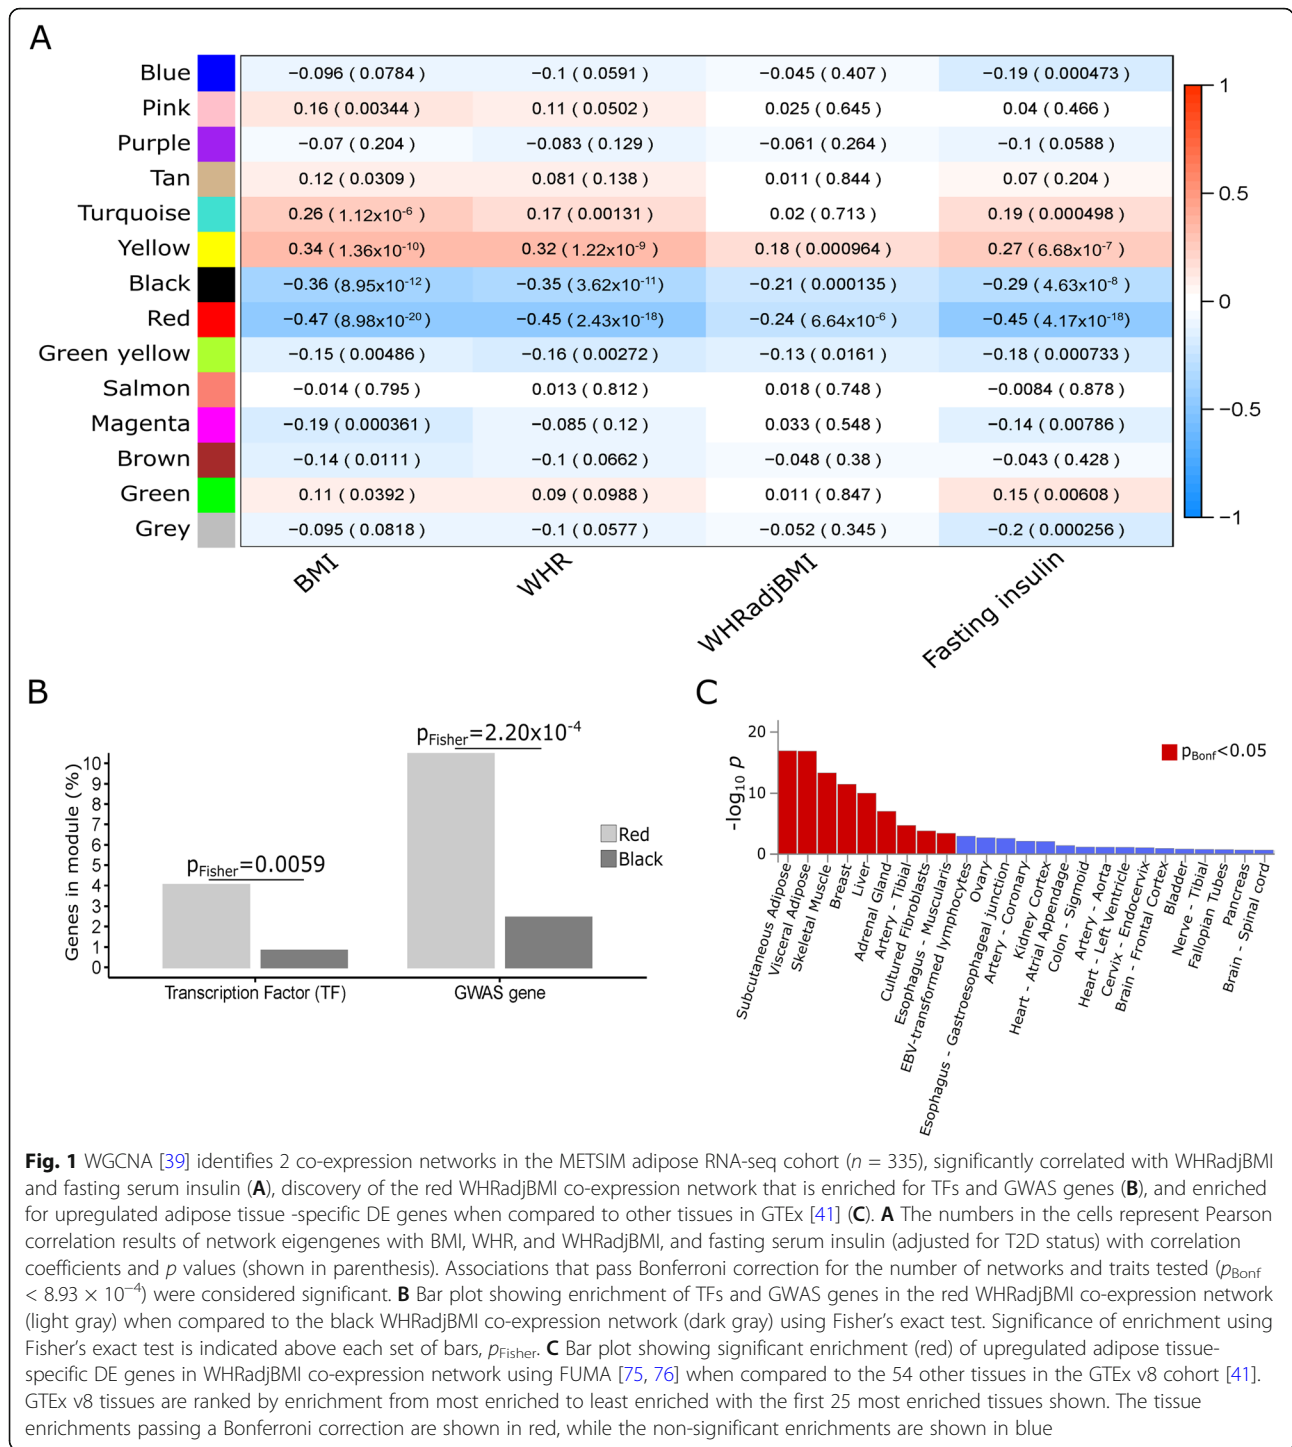 A
Blue −0.096 ( 0.0784 ) −0.1 ( 0.0591 ) −0.045 ( 0.407 ) −0.19 ( 0.000473 )
Pink 0.16 ( 0.00344 ) 0.11 ( 0.0502 ) 0.025 ( 0.645 ) 0.04 ( 0.466 )
Purple −0.07 ( 0.204 ) −0.083 ( 0.129 ) −0.061 ( 0.264 ) −0.1 ( 0.0588 )
Tan 0.12 ( 0.0309 ) 0.081 ( 0.138 ) 0.011 ( 0.844 ) 0.07 ( 0.204 )
Turquoise 0.26 ( 1.12x10⁻⁶ ) 0.17 ( 0.00131 ) 0.02 ( 0.713 ) 0.19 ( 0.000498 )
Yellow 0.34 ( 1.36x10⁻¹⁰ ) 0.32 ( 1.22x10⁻⁹ ) 0.18 ( 0.000964 ) 0.27 ( 6.68x10⁻⁷ )
Black −0.36 (8.95x10⁻¹² ) −0.35 ( 3.62x10⁻¹¹ ) −0.21 ( 0.000135 ) −0.29 ( 4.63x10⁻⁸ )
Red −0.47 (8.98x10⁻²⁰ ) −0.45 ( 2.43x10⁻¹⁸ ) −0.24 ( 6.64x10⁻⁶ ) −0.45 ( 4.17x10⁻¹⁸ )
Green yellow −0.15 ( 0.00486 ) −0.16 ( 0.00272 ) −0.13 ( 0.0161 ) −0.18 ( 0.000733 )
Salmon −0.014 ( 0.795 ) 0.013 ( 0.812 ) 0.018 ( 0.748 ) −0.0084 ( 0.878 )
Magenta −0.19 ( 0.000361 ) −0.085 ( 0.12 ) 0.033 ( 0.548 ) −0.14 ( 0.00786 )
Brown −0.14 ( 0.0111 ) −0.1 ( 0.0662 ) −0.048 ( 0.38 ) −0.043 ( 0.428 )
Green 0.11 ( 0.0392 ) 0.09 ( 0.0988 ) 0.011 ( 0.847 ) 0.15 ( 0.00608 )
Grey −0.095 ( 0.0818 ) −0.1 ( 0.0577 ) −0.052 ( 0.345 ) −0.2 ( 0.000256 )
BMI WHR WHRadjBMI Fasting insulin
1
0.5
0
−0.5
−1
B
Genes in module (%)
10
9
8
7
6
5
4
3
2
1
0
p_Fisher=0.0059
p_Fisher=2.20x10⁻⁴
Red
Black
Transcription Factor (TF)
GWAS gene
C
-log₁₀ p
20
10
0
p_Bonf<0.05
Subcutaneous Adipose
Visceral Adipose
Skeletal Muscle
Breast
Liver
Adrenal Gland
Artery - Tibial
Cultured Fibroblasts
Esophagus - Muscularis
EBV-transformed lymphocytes
Ovary
Esophagus - Gastroesophageal junction
Artery - Coronary
Kidney Cortex
Heart - Atrial Appendage
Colon - Sigmoid
Artery - Aorta
Heart - Left Ventricle
Cervix - Endocervix
Brain - Frontal Cortex
Bladder
Nerve - Tibial
Fallopian Tubes
Pancreas
Brain - Spinal cord
Fig. 1 WGCNA [39] identifies 2 co-expression networks in the METSIM adipose RNA-seq cohort (n = 335), significantly correlated with WHRadjBMI
and fasting serum insulin (A), discovery of the red WHRadjBMI co-expression network that is enriched for TFs and GWAS genes (B), and enriched
for upregulated adipose tissue -specific DE genes when compared to other tissues in GTEx [41] (C). A The numbers in the cells represent Pearson
correlation results of network eigengenes with BMI, WHR, and WHRadjBMI, and fasting serum insulin (adjusted for T2D status) with correlation
coefficients and p values (shown in parenthesis). Associations that pass Bonferroni correction for the number of networks and traits tested (p_Bonf
< 8.93 × 10⁻⁴) were considered significant. B Bar plot showing enrichment of TFs and GWAS genes in the red WHRadjBMI co-expression network
(light gray) when compared to the black WHRadjBMI co-expression network (dark gray) using Fisher's exact test. Significance of enrichment using
Fisher's exact test is indicated above each set of bars, p_Fisher. C Bar plot showing significant enrichment (red) of upregulated adipose tissue-
specific DE genes in WHRadjBMI co-expression network using FUMA [75, 76] when compared to the 54 other tissues in the GTEx v8 cohort [41].
GTEx v8 tissues are ranked by enrichment from most enriched to least enriched with the first 25 most enriched tissues shown. The tissue
enrichments passing a Bonferroni correction are shown in red, while the non-significant enrichments are shown in blue